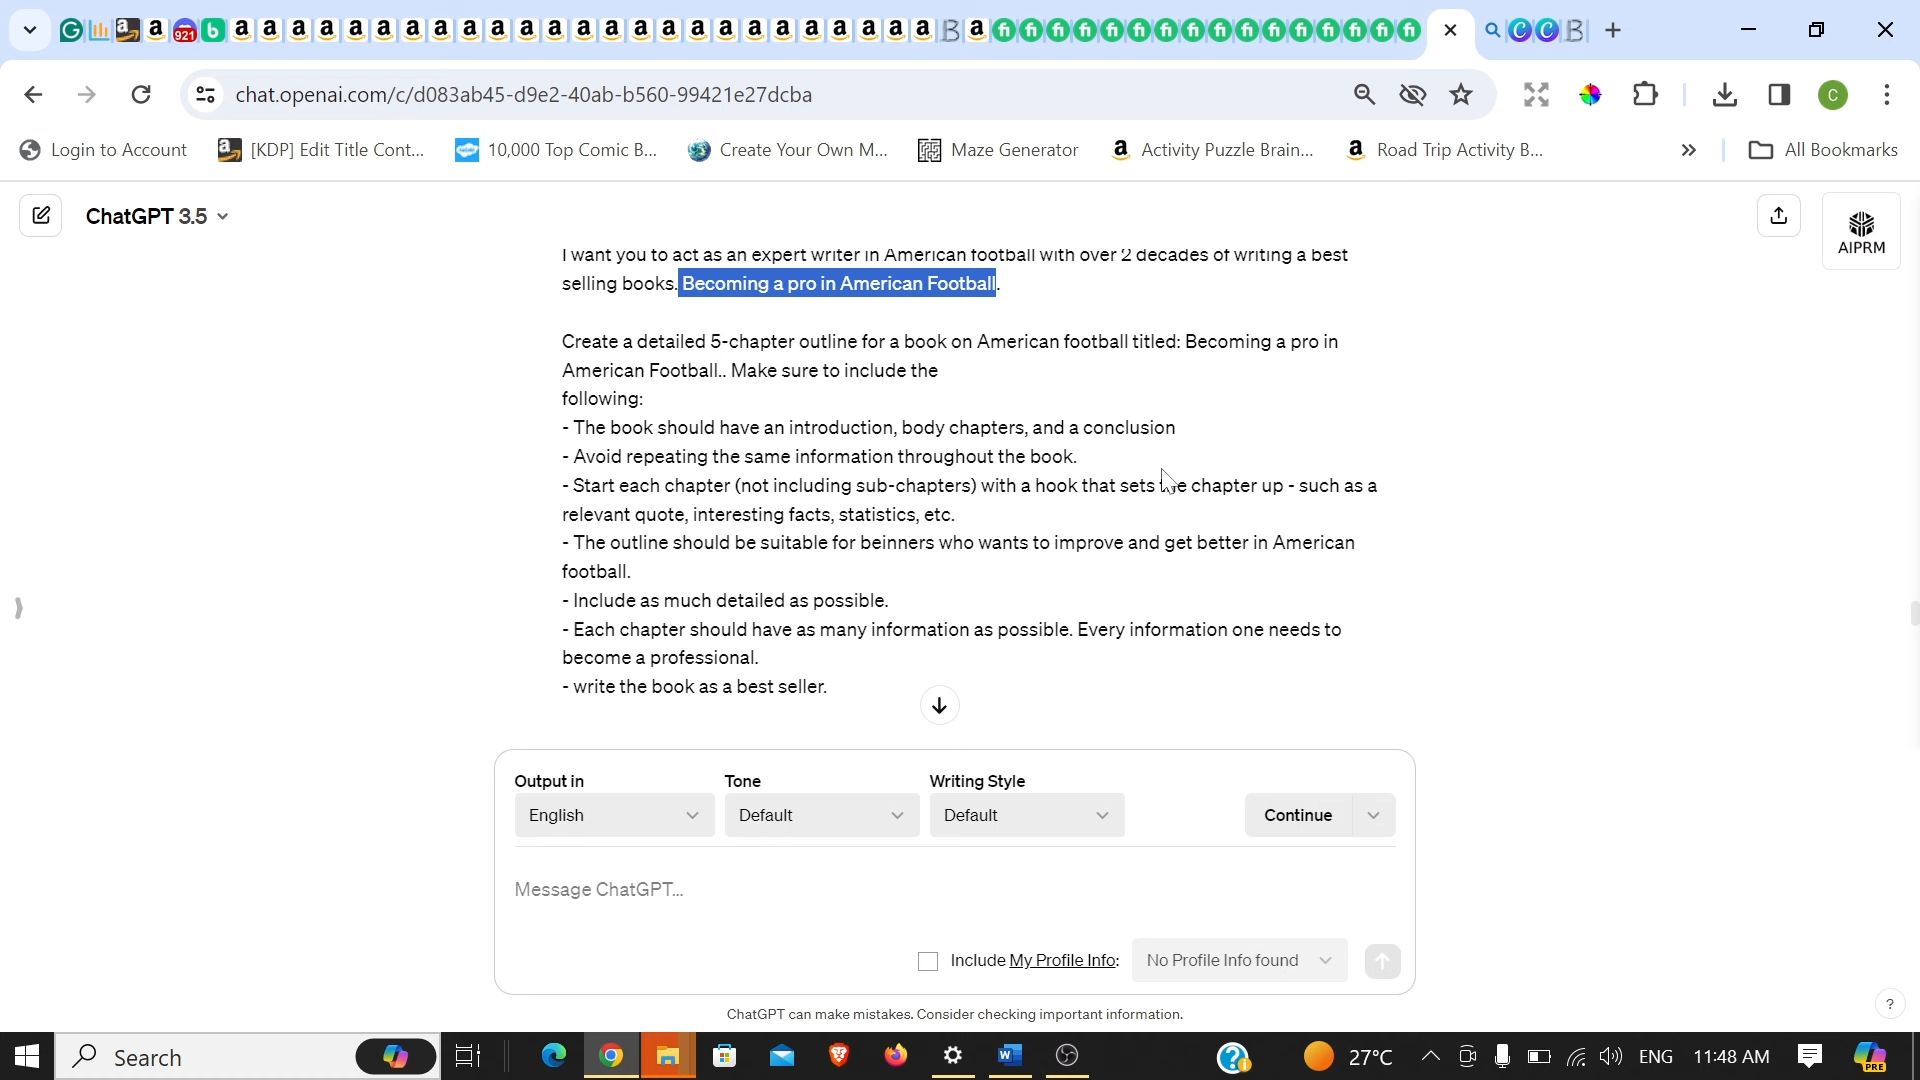 921
chat.openai.com/c/d083ab45-d9e2-40ab-b560-99421e27dcba
C
Login to Account
[KDP] Edit Title Cont...
10,000 Top Comic B...
Create Your Own M...
Maze Generator
Activity Puzzle Brain...
Road Trip Activity B...
All Bookmarks
ChatGPT 3.5
AIPRM
I want you to act as an expert writer in American football with over 2 decades of writing a best
selling books. Becoming a pro in American Football.
Create a detailed 5-chapter outline for a book on American football titled: Becoming a pro in
American Football.. Make sure to include the
following:
- The book should have an introduction, body chapters, and a conclusion
- Avoid repeating the same information throughout the book.
- Start each chapter (not including sub-chapters) with a hook that sets the chapter up - such as a
relevant quote, interesting facts, statistics, etc.
- The outline should be suitable for beinners who wants to improve and get better in American
football.
- Include as much detailed as possible.
- Each chapter should have as many information as possible. Every information one needs to
become a professional.
- write the book as a best seller.
Output in
Tone
Writing Style
English
Default
Default
Continue
Message ChatGPT...
Include My Profile Info:
No Profile Info found
ChatGPT can make mistakes. Consider checking important information.
?
Search
27°C
ENG
11:48 AM
PRE